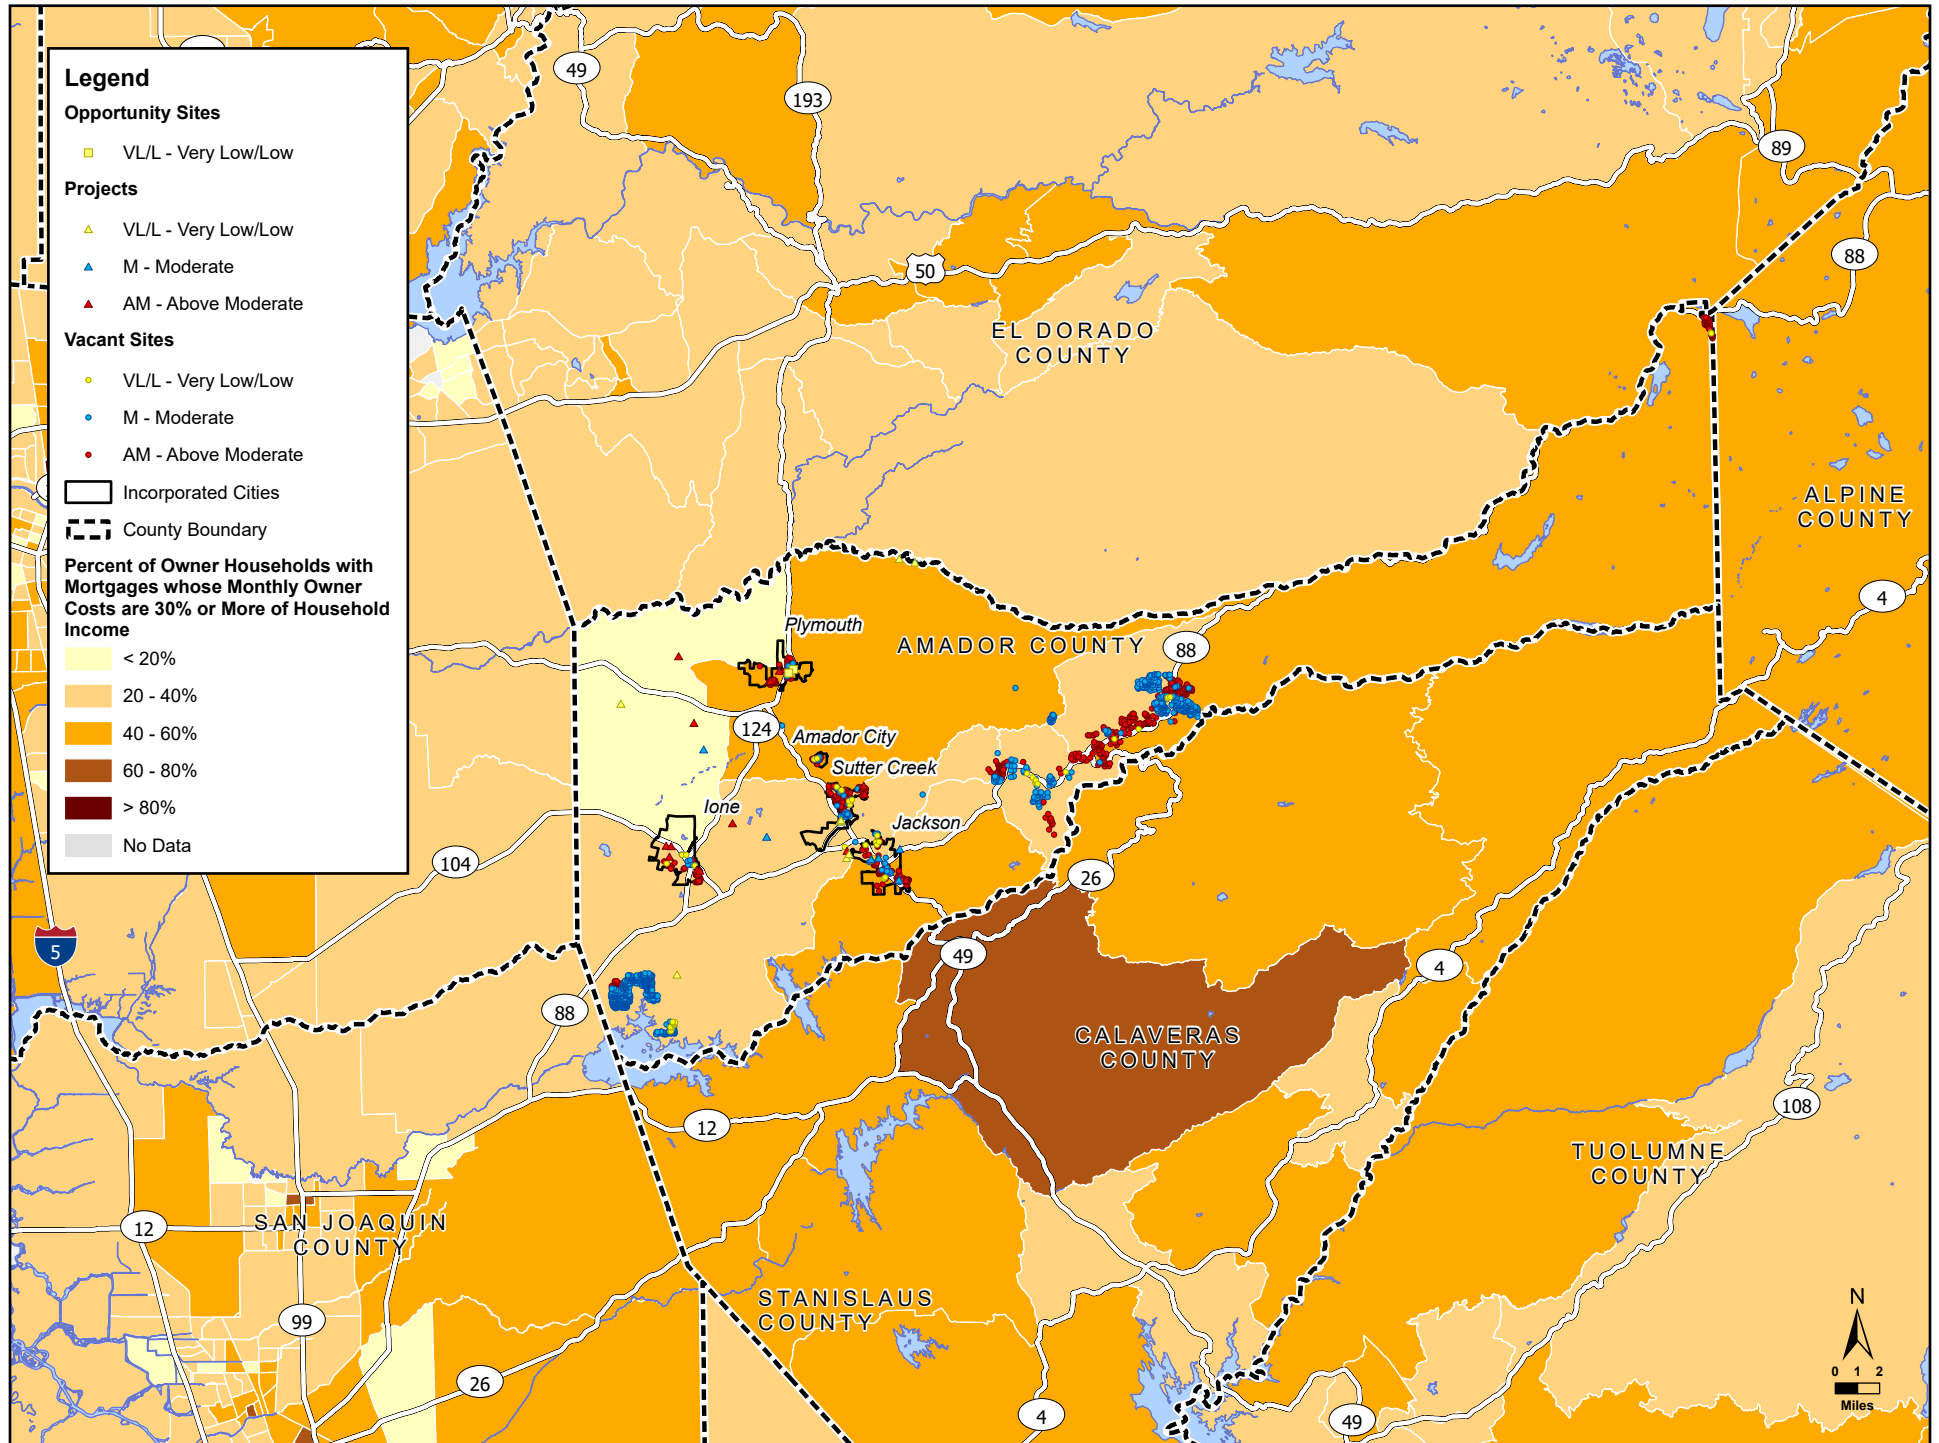 Legend
Opportunity Sites
VL/L - Very Low/Low
Projects
VL/L - Very Low/Low
M - Moderate
AM - Above Moderate
Vacant Sites
VL/L - Very Low/Low
M - Moderate
AM - Above Moderate
Incorporated Cities
County Boundary
Percent of Owner Households with
Mortgages whose Monthly Owner
Costs are 30% or More of Household
Income
< 20%
20 - 40%
40 - 60%
60 - 80%
> 80%
No Data
49
193
89
88
50
EL DORADO
COUNTY
ALPINE
COUNTY
4
Plymouth
AMADOR COUNTY
88
124
Amador City
Sutter Creek
Ione
Jackson
104
26
5
49
4
88
CALAVERAS
COUNTY
12
108
TUOLUMNE
COUNTY
12
SAN JOAQUIN
COUNTY
STANISLAUS
COUNTY
99
26
4
49
N
0 1 2
Miles